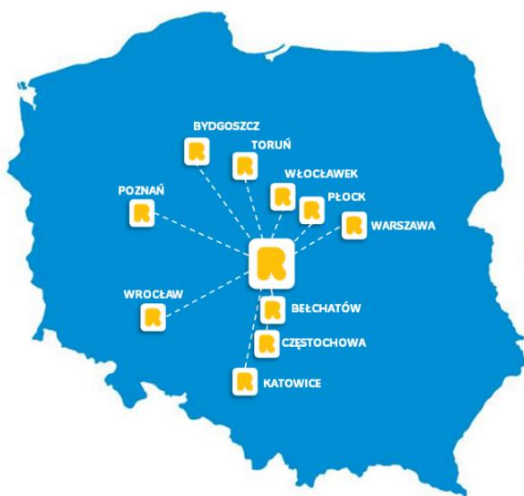 BYDGOSZCZ
TORUŃ
WŁOCŁAWEK
POZNAŃ
PŁOCK
WARSZAWA
WROCŁAW
BEŁCHATÓW
CZĘSTOCHOWA
KATOWICE